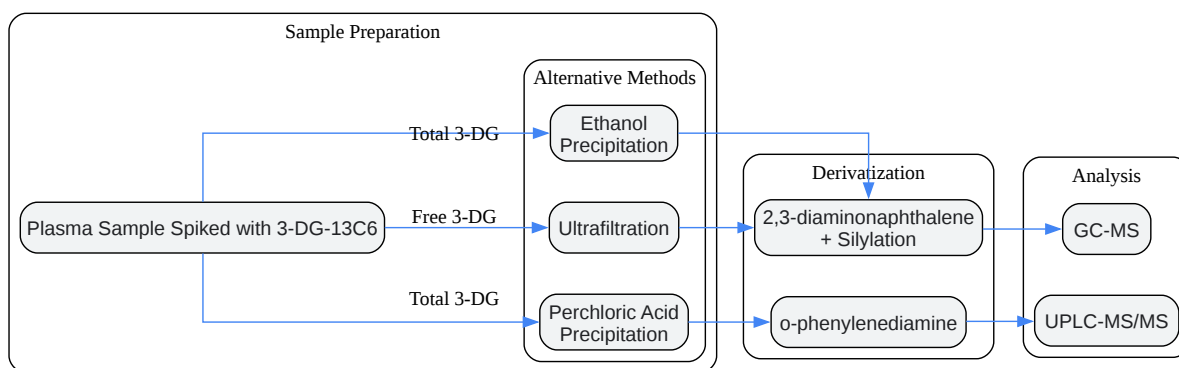 Sample Preparation
Alternative Methods
Total 3-DG
Ethanol
Precipitation
Derivatization
Analysis
Plasma Sample Spiked with 3-DG-13C6
Free 3-DG
Ultrafiltration
2,3-diaminonaphthalene
+ Silylation
GC-MS
Total 3-DG
Perchloric Acid
Precipitation
o-phenylenediamine
UPLC-MS/MS